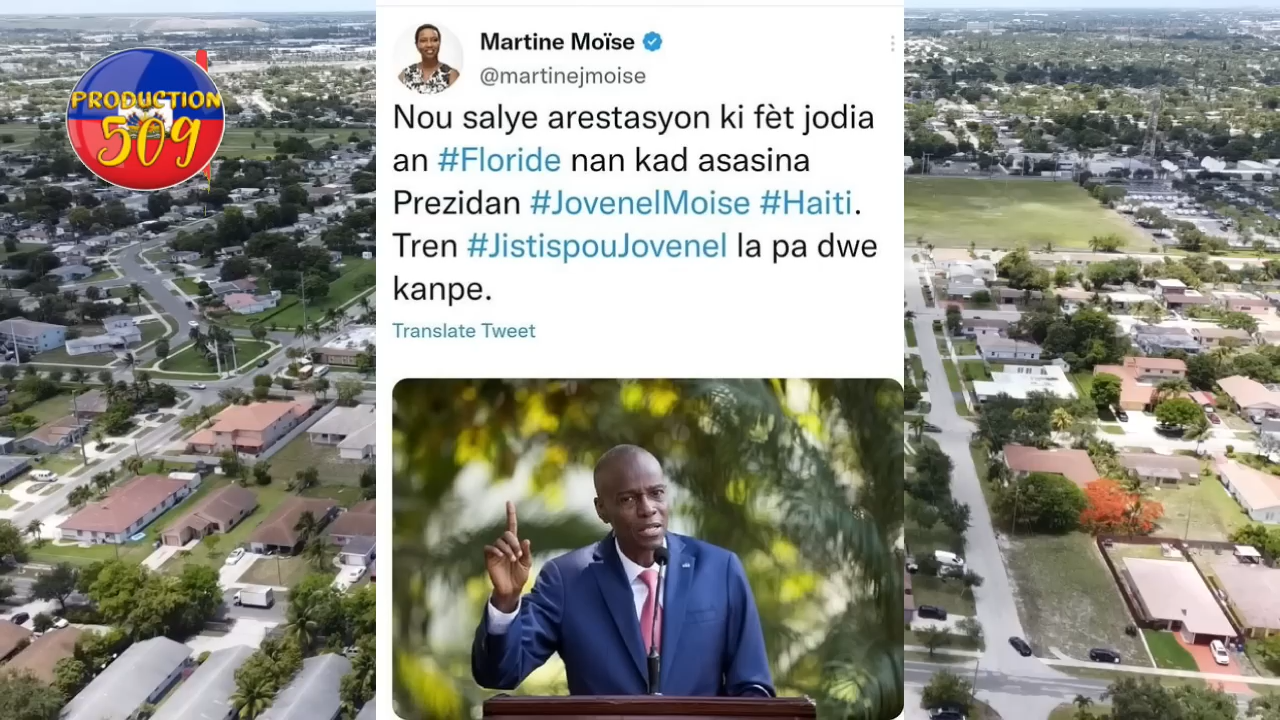 PRODUCTION
509
Martine Moïse
@martinejmoise
Nou salye arestasyon ki fèt jodia
an #Floride nan kad asasina
Prezidan #JovenelMoise #Haiti.
Tren #JistispouJovenel la pa dwe
kanpe.
Translate Tweet